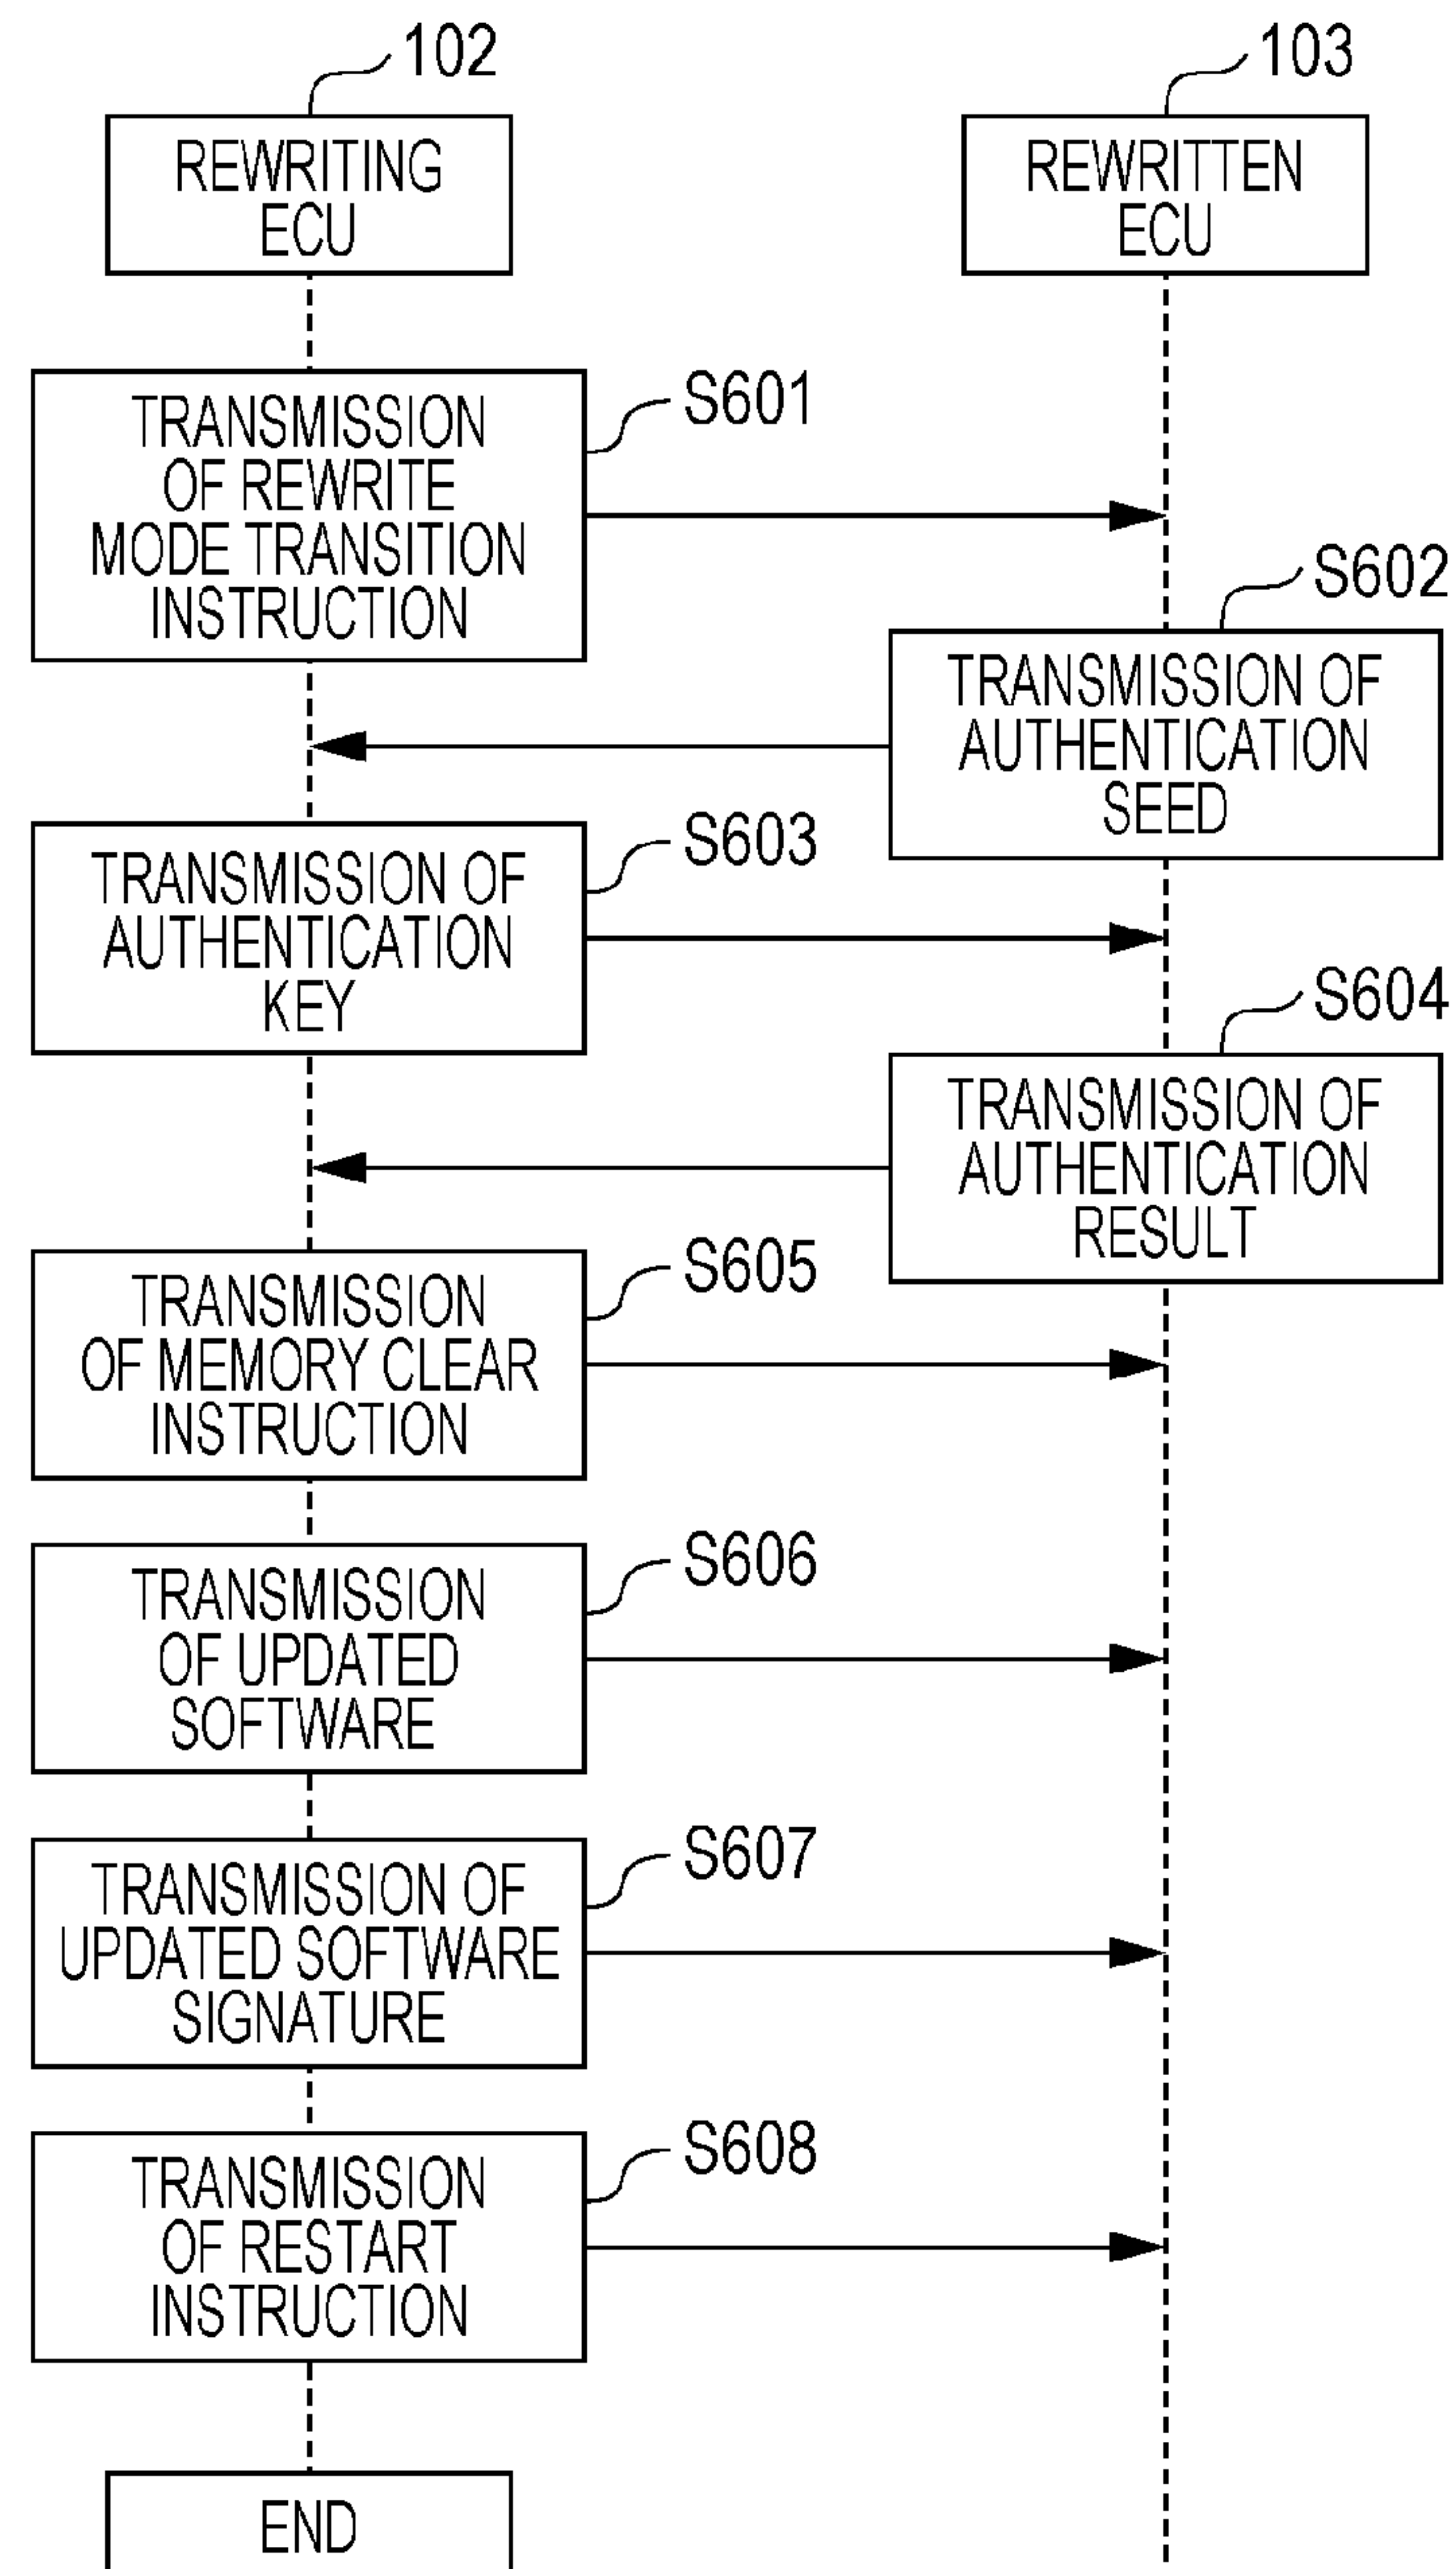 102
103
REWRITING
ECU
REWRITTEN
ECU
S601
TRANSMISSION
OF REWRITE
MODE TRANSITION
INSTRUCTION
S602
TRANSMISSION OF
AUTHENTICATION
SEED
S603
TRANSMISSION OF
AUTHENTICATION
KEY
S604
TRANSMISSION OF
AUTHENTICATION
RESULT
S605
TRANSMISSION
OF MEMORY CLEAR
INSTRUCTION
S606
TRANSMISSION
OF UPDATED
SOFTWARE
S607
TRANSMISSION OF
UPDATED SOFTWARE
SIGNATURE
S608
TRANSMISSION
OF RESTART
INSTRUCTION
END